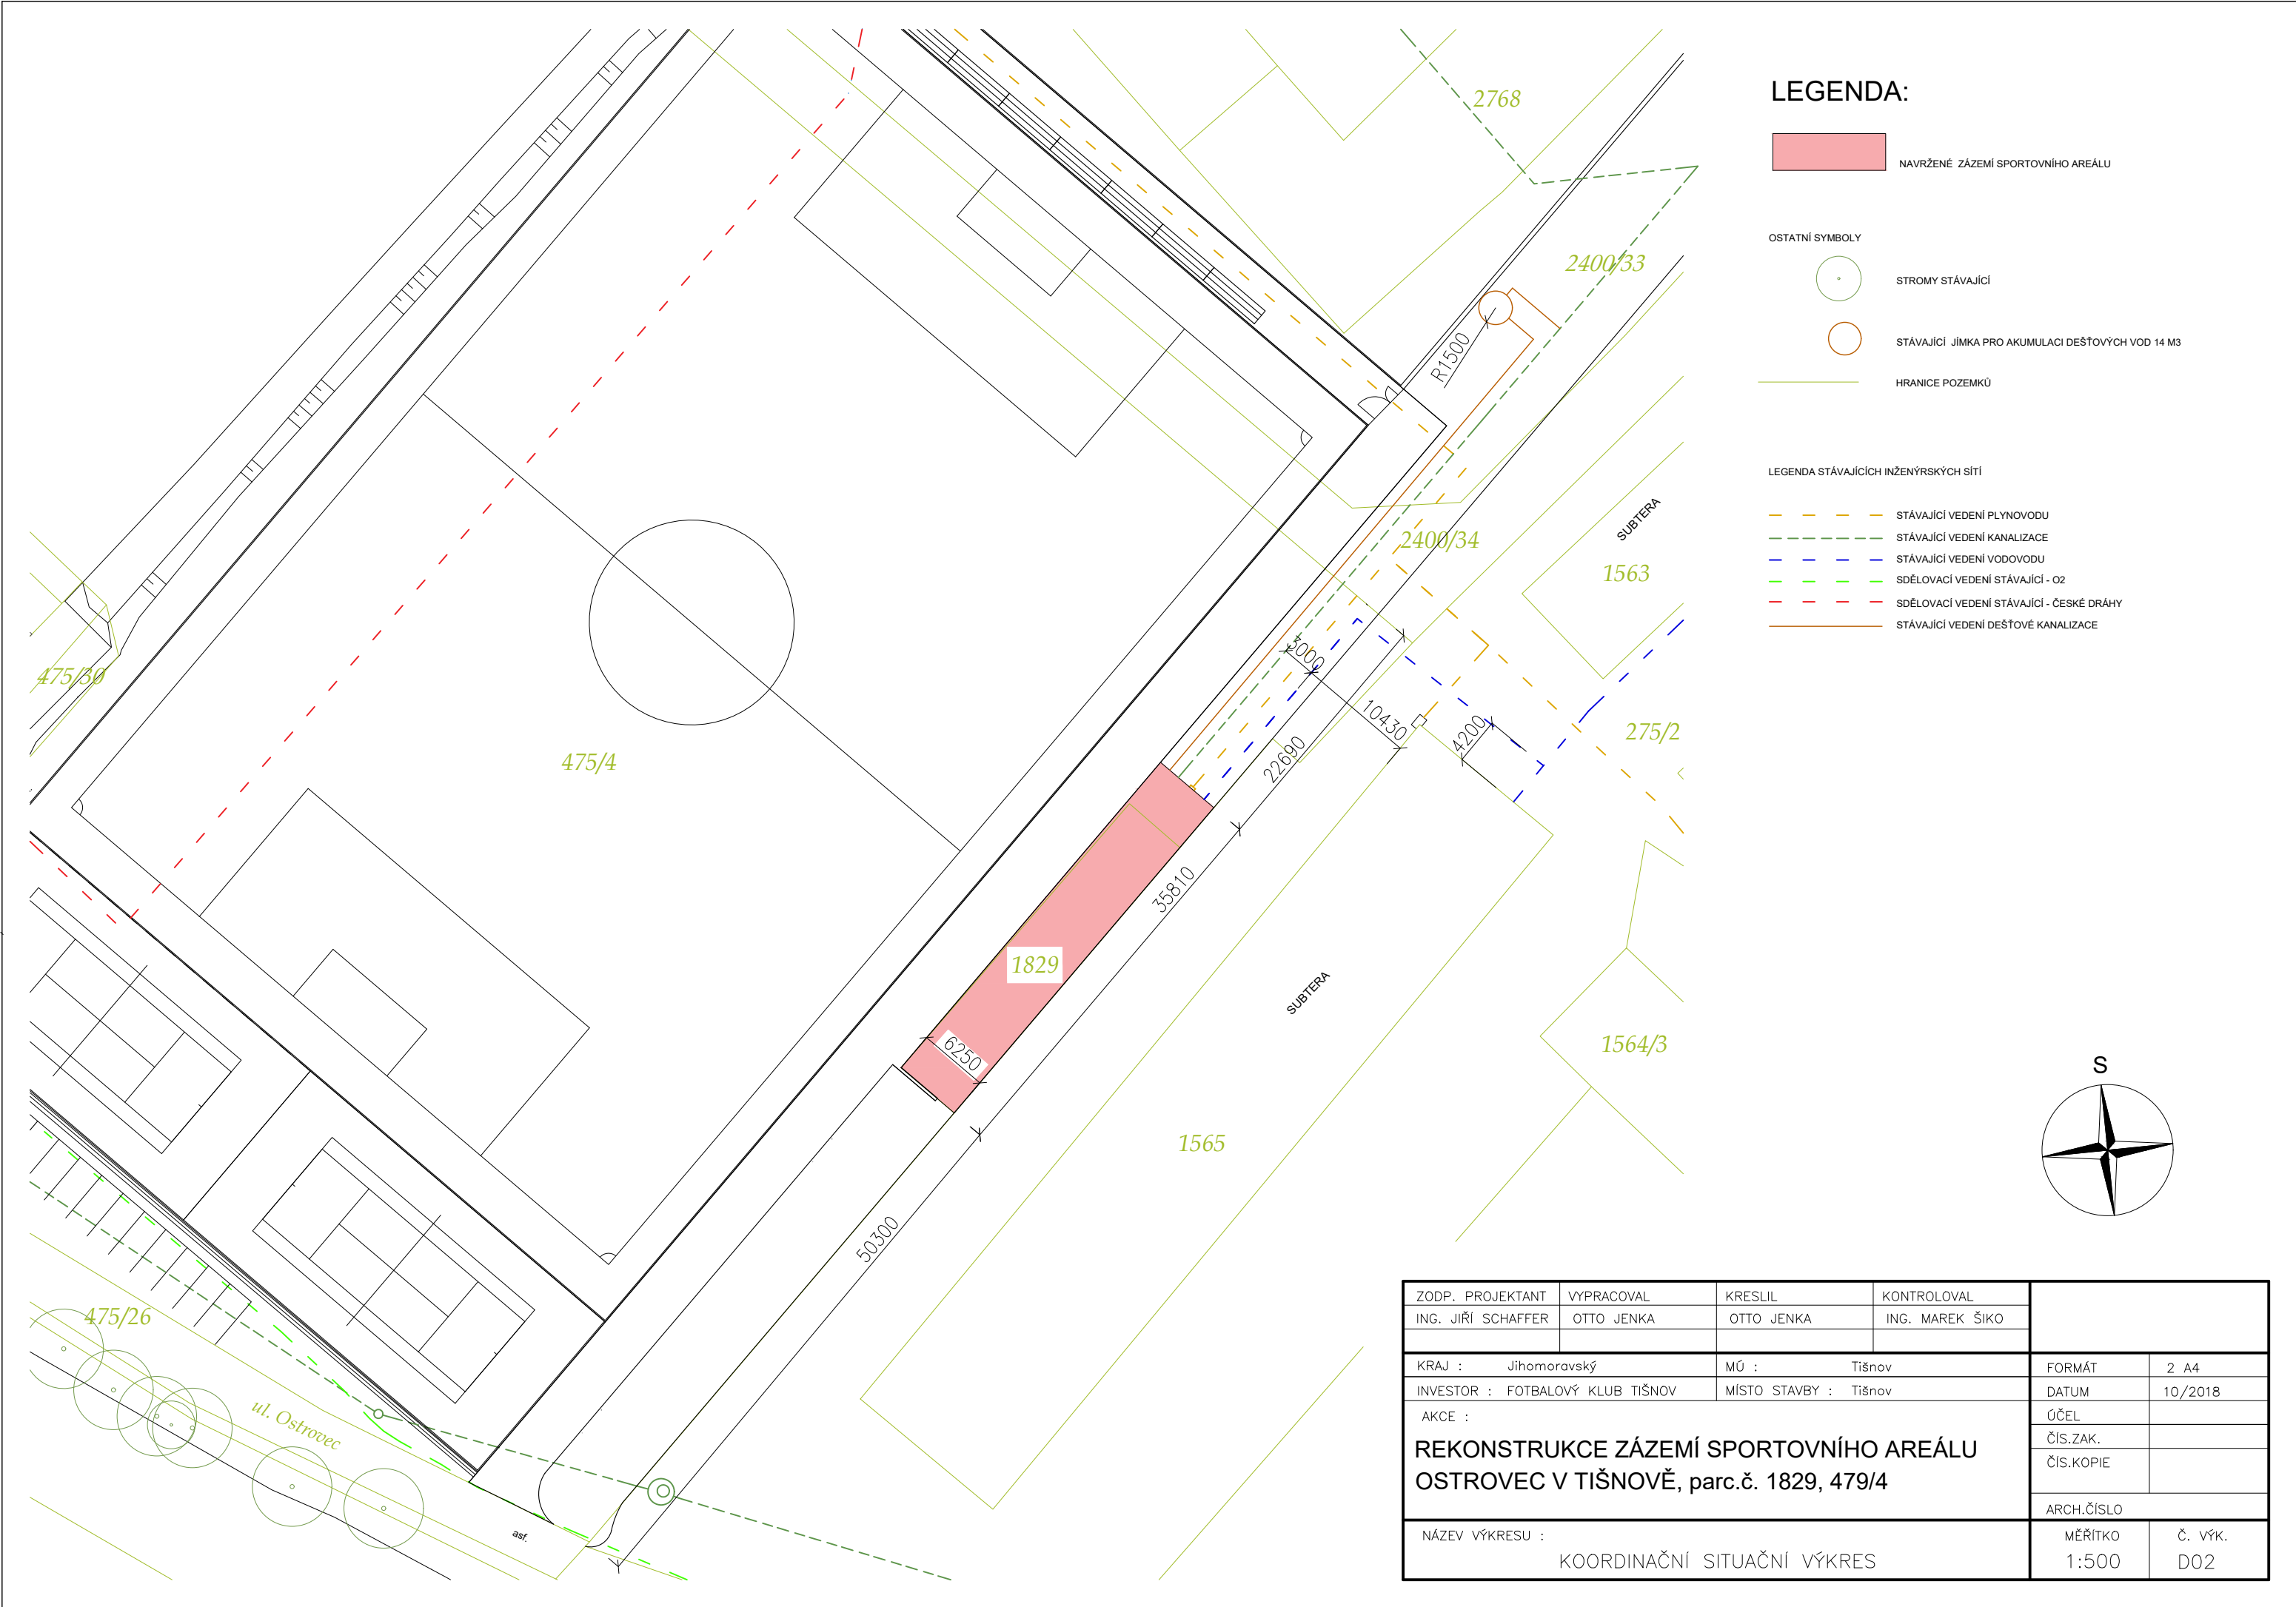 2768
2400/33
R1500
2400/34
SUBTERA
1563
475/30
475/4
3000
10430
4200
22690
275/2
35810
1829
6250
SUBTERA
1564/3
1565
50300
475/26
ul. Ostrovec
asf.
LEGENDA:
NAVRŽENÉ ZÁZEMÍ SPORTOVNÍHO AREÁLU
OSTATNÍ SYMBOLY
STROMY STÁVAJÍCÍ
STÁVAJÍCÍ JÍMKA PRO AKUMULACI DEŠŤOVÝCH VOD 14 M3
HRANICE POZEMKŮ
LEGENDA STÁVAJÍCÍCH INŽENÝRSKÝCH SÍTÍ
STÁVAJÍCÍ VEDENÍ PLYNOVODU
STÁVAJÍCÍ VEDENÍ KANALIZACE
STÁVAJÍCÍ VEDENÍ VODOVODU
SDĚLOVACÍ VEDENÍ STÁVAJÍCÍ - O2
SDĚLOVACÍ VEDENÍ STÁVAJÍCÍ - ČESKÉ DRÁHY
STÁVAJÍCÍ VEDENÍ DEŠŤOVÉ KANALIZACE
S
ZODP. PROJEKTANT VYPRACOVAL KRESLIL KONTROLOVAL
ING. JIŘÍ SCHAFFER OTTO JENKA OTTO JENKA ING. MAREK ŠIKO
KRAJ : Jihomoravský MÚ : Tišnov FORMÁT 2 A4
INVESTOR : FOTBALOVÝ KLUB TIŠNOV MÍSTO STAVBY : Tišnov DATUM 10/2018
AKCE :
ÚČEL
ČÍS.ZAK.
ČÍS.KOPIE
REKONSTRUKCE ZÁZEMÍ SPORTOVNÍHO AREÁLU
OSTROVEC V TIŠNOVĚ, parc.č. 1829, 479/4
ARCH.ČÍSLO
NÁZEV VÝKRESU :
KOORDINAČNÍ SITUAČNÍ VÝKRES
MĚŘÍTKO Č. VÝK.
1:500 D02